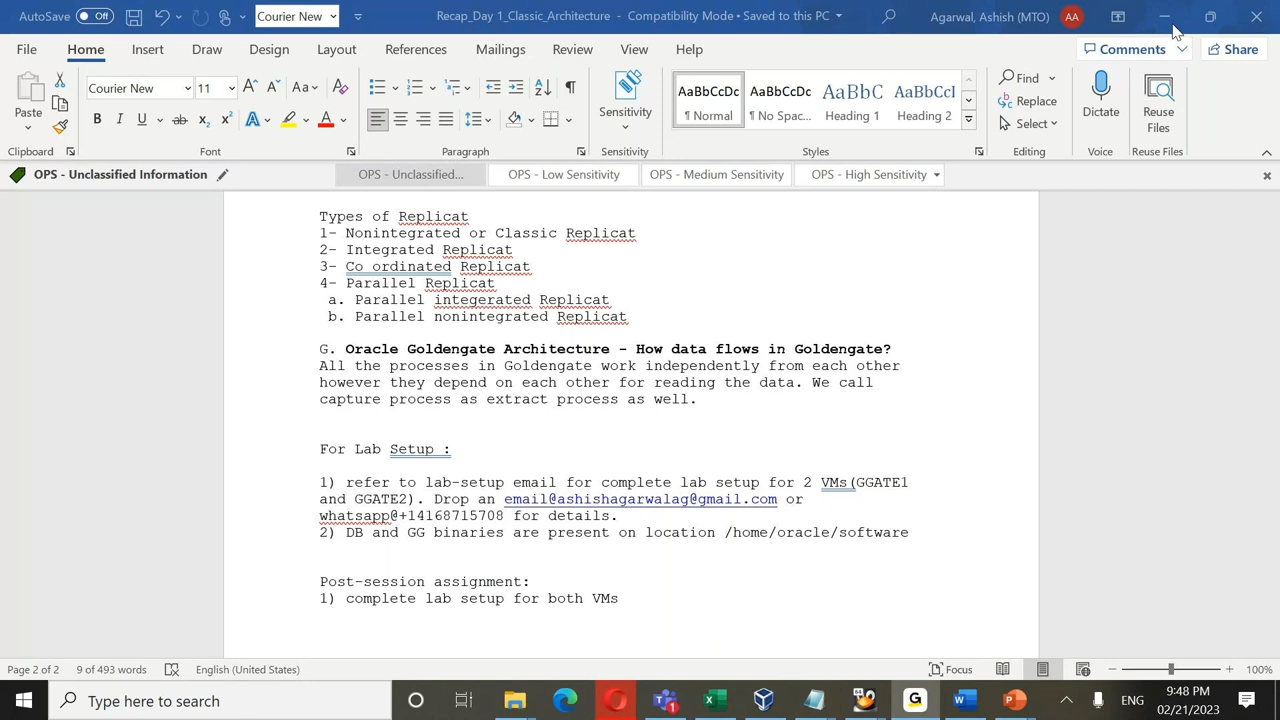 AutoSave Off Courier New Recap_Day 1_Classic_Architecture - Compatibility Mode • Saved to this PC Agarwal, Ashish (MTO) AA
File Home Insert Draw Design Layout References Mailings Review View Help Comments Share
Courier New 11 Aa A
Paste B I U ab x₂ x² A A
Sensitivity
AaBbCcDc AaBbCcDc AaBbC AaBbCcI
¶ Normal ¶ No Spac... Heading 1 Heading 2
Find
Replace
Select
Dictate
Reuse Files
Clipboard Font Paragraph Sensitivity Styles Editing Voice Reuse Files
OPS - Unclassified Information OPS - Unclassified... OPS - Low Sensitivity OPS - Medium Sensitivity OPS - High Sensitivity
Types of Replicat
1- Nonintegrated or Classic Replicat
2- Integrated Replicat
3- Co ordinated Replicat
4- Parallel Replicat
a. Parallel integerated Replicat
b. Parallel nonintegrated Replicat
G. Oracle Goldengate Architecture - How data flows in Goldengate?
All the processes in Goldengate work independently from each other
however they depend on each other for reading the data. We call
capture process as extract process as well.
For Lab Setup :
1) refer to lab-setup email for complete lab setup for 2 VMs(GGATE1
and GGATE2). Drop an email@ashishagarwalag@gmail.com or
whatsapp@+14168715708 for details.
2) DB and GG binaries are present on location /home/oracle/software
Post-session assignment:
1) complete lab setup for both VMs
Page 2 of 2 9 of 493 words English (United States) Focus 100%
Type here to search ENG 9:48 PM
02/21/2023